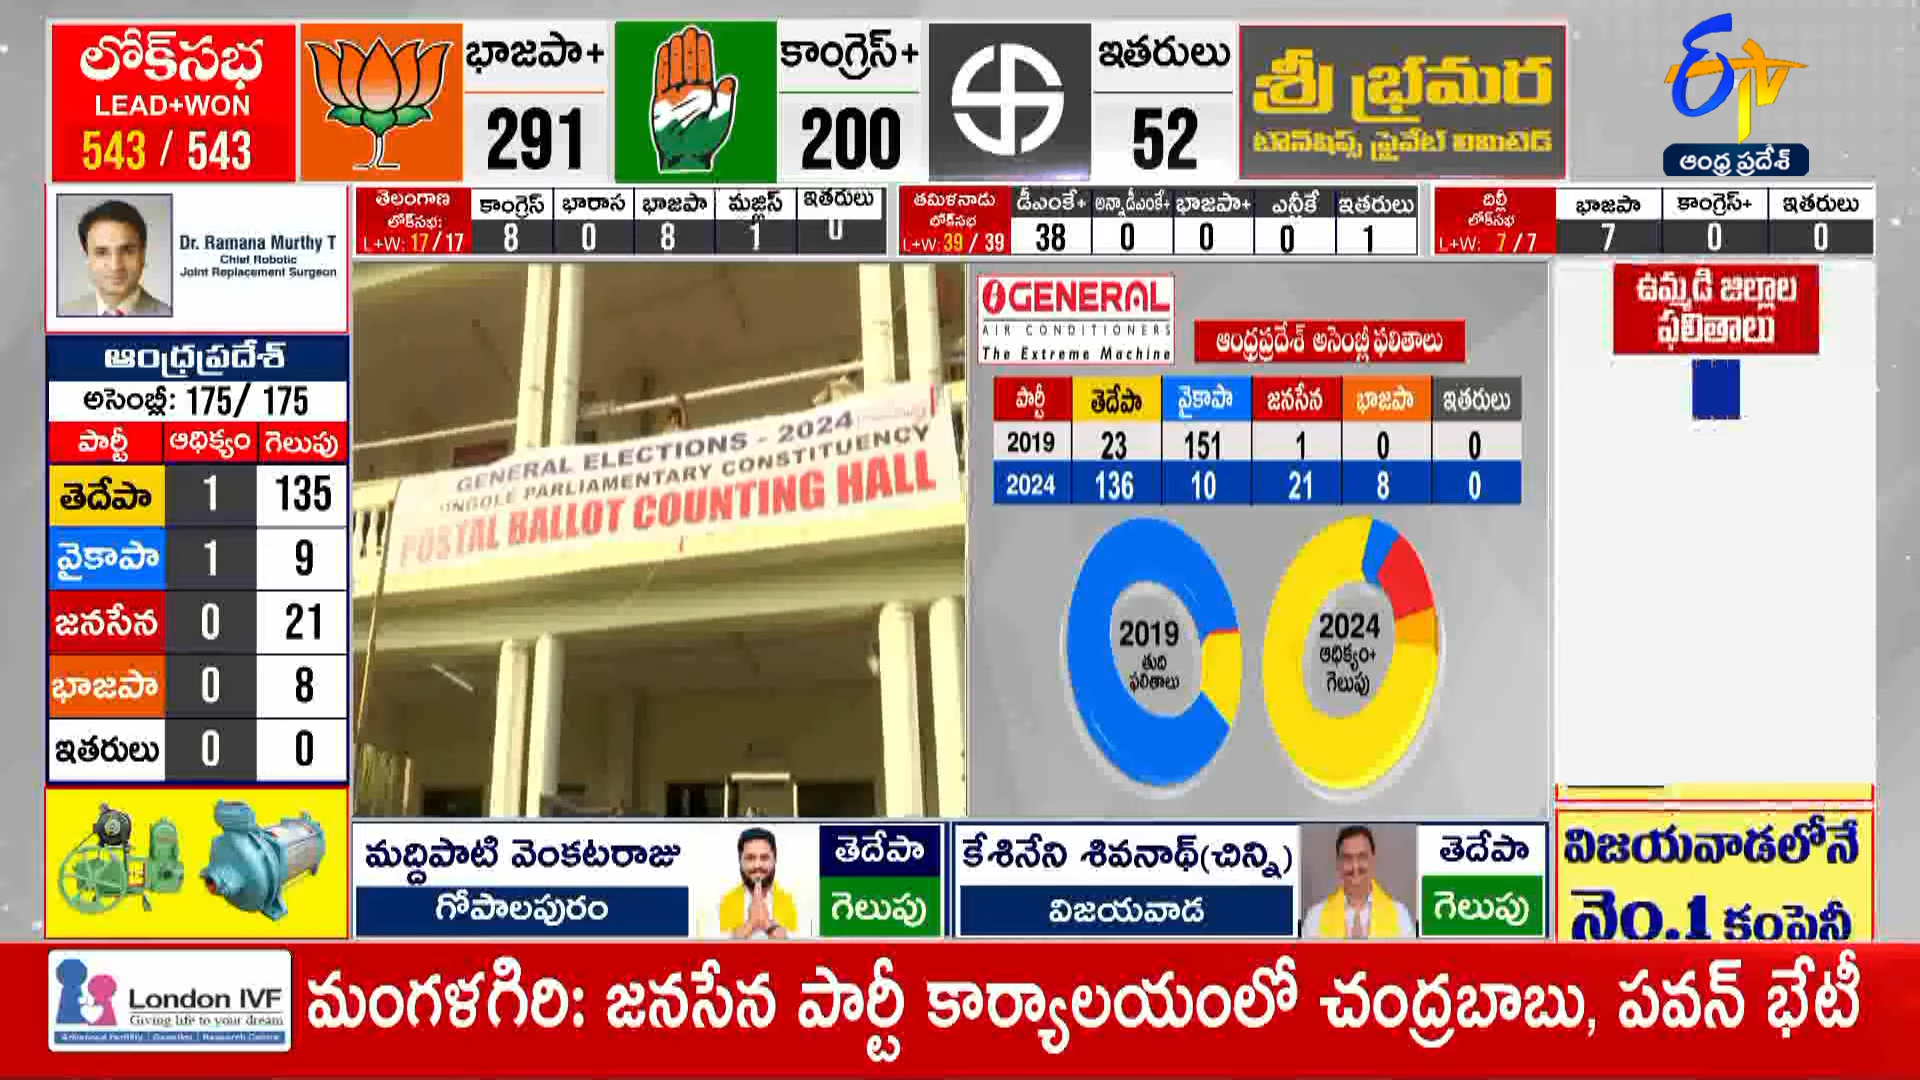 లోక్‌సభ
LEAD+WON
543 / 543
భాజపా+
291
కాంగ్రెస్+
200
ఇతరులు
52
శ్రీ భ్రమర
టౌన్‌షిప్స్ ప్రైవేట్ లిమిటెడ్
ETV
ఆంధ్ర ప్రదేశ్
తెలంగాణ
లోక్‌సభ:
L+W: 17 / 17
కాంగ్రెస్ భారాస భాజపా మజ్లిస్ ఇతరులు
8 0 8 1 0
తమిళనాడు
లోక్‌సభ
L+W: 39 / 39
డీఎంకే+ అన్నాడీఎంకే+ భాజపా+ ఎన్టీకే ఇతరులు
38 0 0 0 1
దిల్లీ
లోక్‌సభ
L+W: 7 / 7
భాజపా కాంగ్రెస్+ ఇతరులు
7 0 0
Dr. Ramana Murthy T
Chief Robotic
Joint Replacement Surgeon
ఆంధ్రప్రదేశ్
అసెంబ్లీ: 175/ 175
పార్టీ ఆధిక్యం గెలుపు
తెదేపా 1 135
వైకాపా 1 9
జనసేన 0 21
భాజపా 0 8
ఇతరులు 0 0
GENERAL ELECTIONS - 2024
ONGOLE PARLIAMENTARY CONSTITUENCY
POSTAL BALLOT COUNTING HALL
GENERAL
AIR CONDITIONERS
The Extreme Machine
ఆంధ్రప్రదేశ్ అసెంబ్లీ ఫలితాలు
పార్టీ తెదేపా వైకాపా జనసేన భాజపా ఇతరులు
2019 23 151 1 0 0
2024 136 10 21 8 0
2019
తుది
ఫలితాలు
2024
ఆధిక్యం+
గెలుపు
ఉమ్మడి జిల్లాల
ఫలితాలు
మద్దిపాటి వెంకటరాజు
గోపాలపురం
తెదేపా
గెలుపు
కేశినేని శివనాథ్(చిన్ని)
విజయవాడ
తెదేపా
గెలుపు
విజయవాడలోనే
నెం.1 కంపెనీ
London IVF
Giving life to your dream
మంగళగిరి: జనసేన పార్టీ కార్యాలయంలో చంద్రబాబు, పవన్ భేటీ